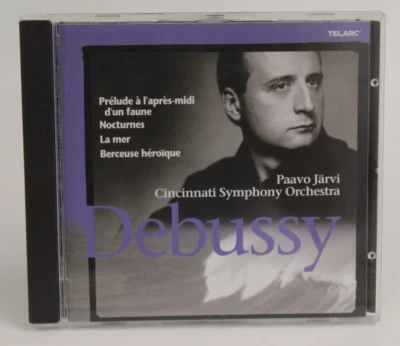 TELARC
Prélude à l'après-midi
d'un faune
Nocturnes
La mer
Berceuse héroïque
Paavo Järvi
Cincinnati Symphony Orchestra
Debussy